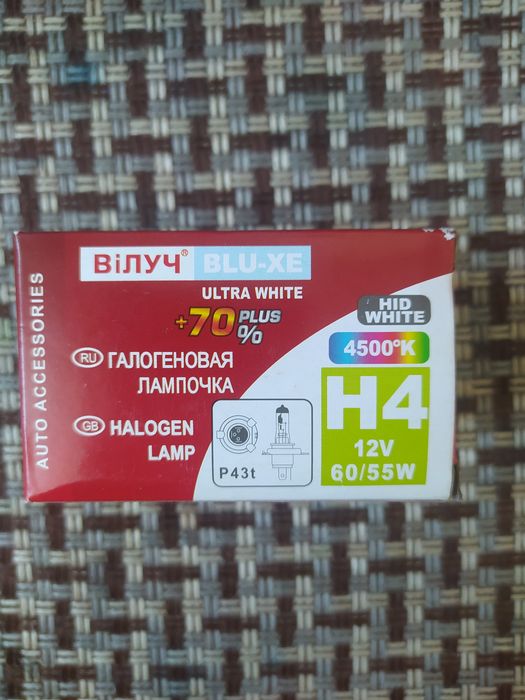 AUTO ACCESSORIES
ВіЛУЧ® BLU-XE
ULTRA WHITE
+70 PLUS %
HID WHITE
4500ºK
RU ГАЛОГЕНОВАЯ
ЛАМПОЧКА
GB HALOGEN
LAMP
P43t
H4
12V
60/55W